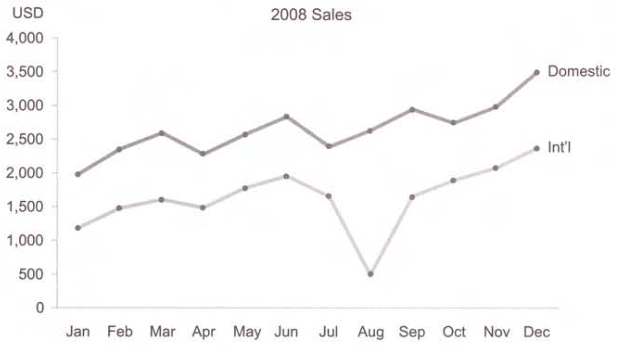 USD
2008 Sales
4,000
3,500
3,000
2,500
2,000
1,500
1,000
500
0
Domestic
Int'l
Jan Feb Mar Apr May Jun Jul Aug Sep Oct Nov Dec